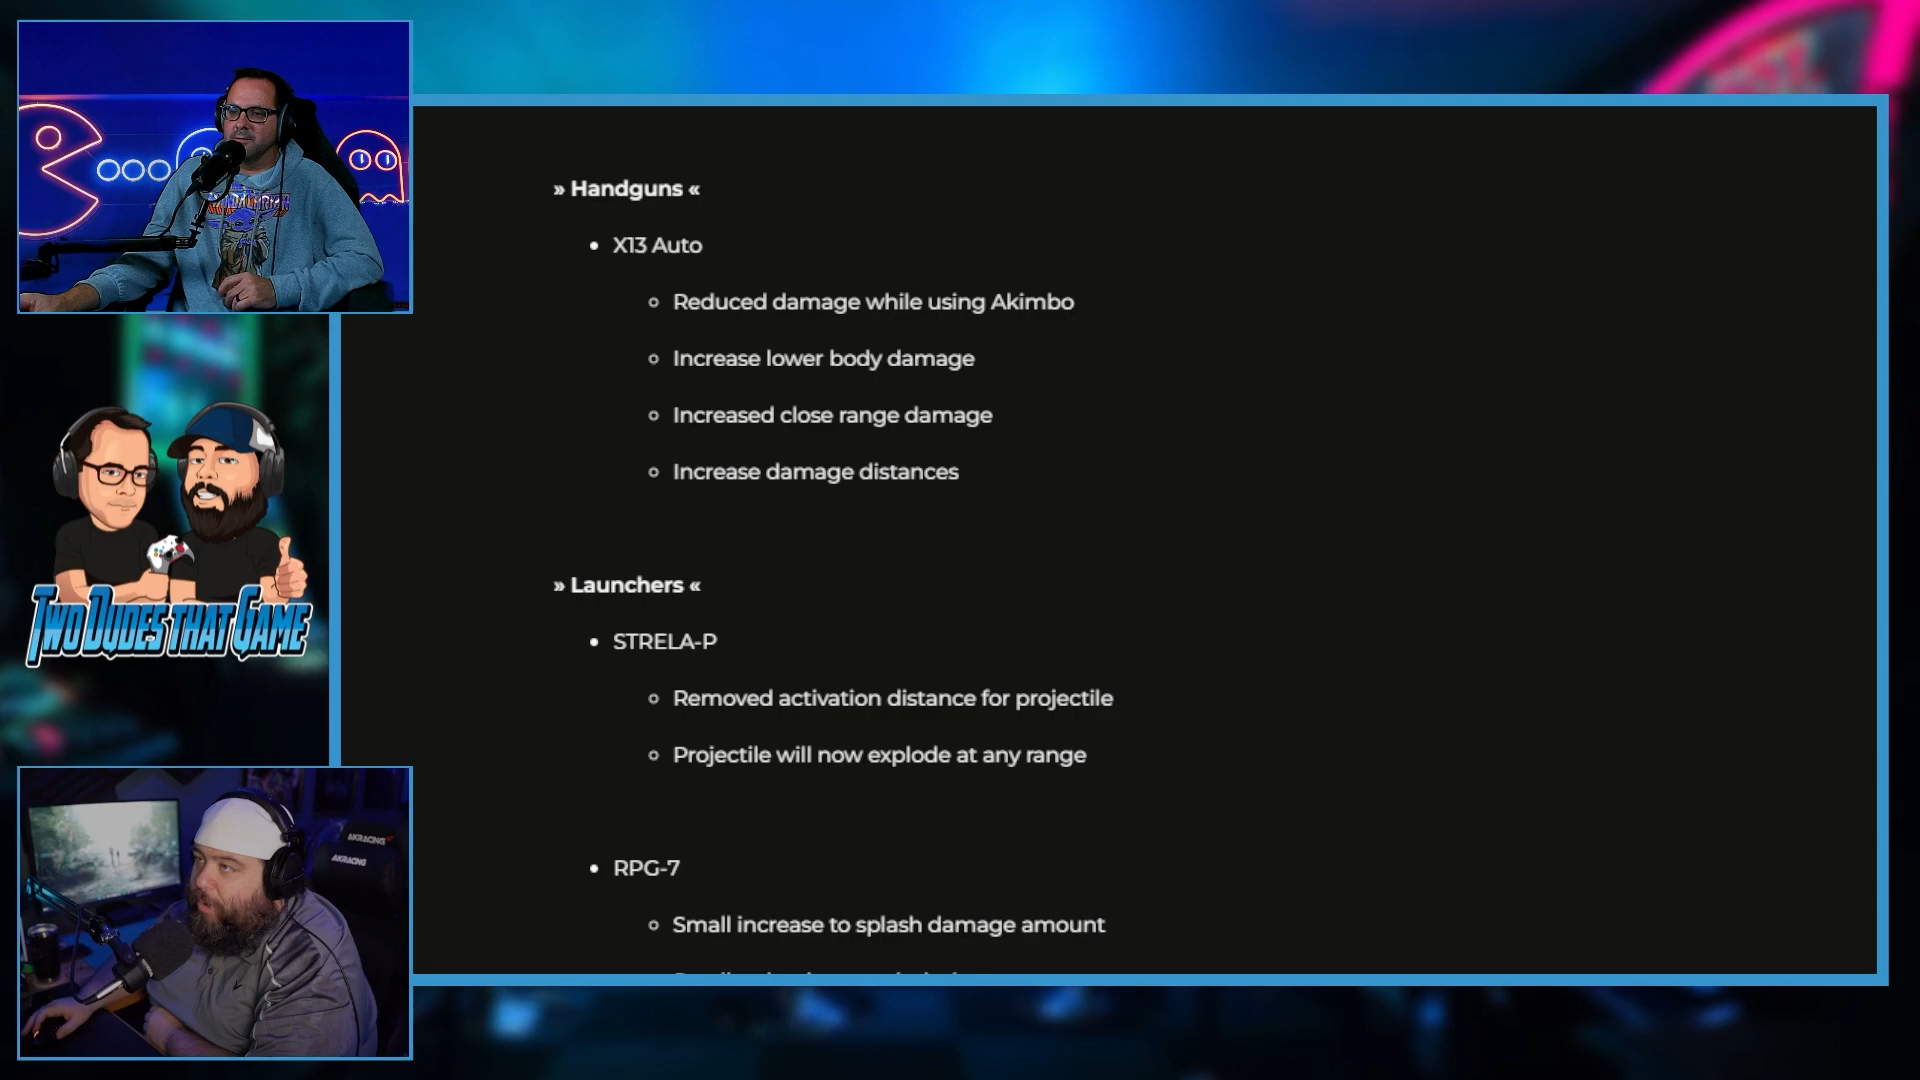 » Handguns «
• X13 Auto
◦ Reduced damage while using Akimbo
◦ Increase lower body damage
◦ Increased close range damage
◦ Increase damage distances
» Launchers «
• STRELA-P
◦ Removed activation distance for projectile
◦ Projectile will now explode at any range
• RPG-7
◦ Small increase to splash damage amount
TWO DUDES THAT GAME
AKRACING
AKRACING